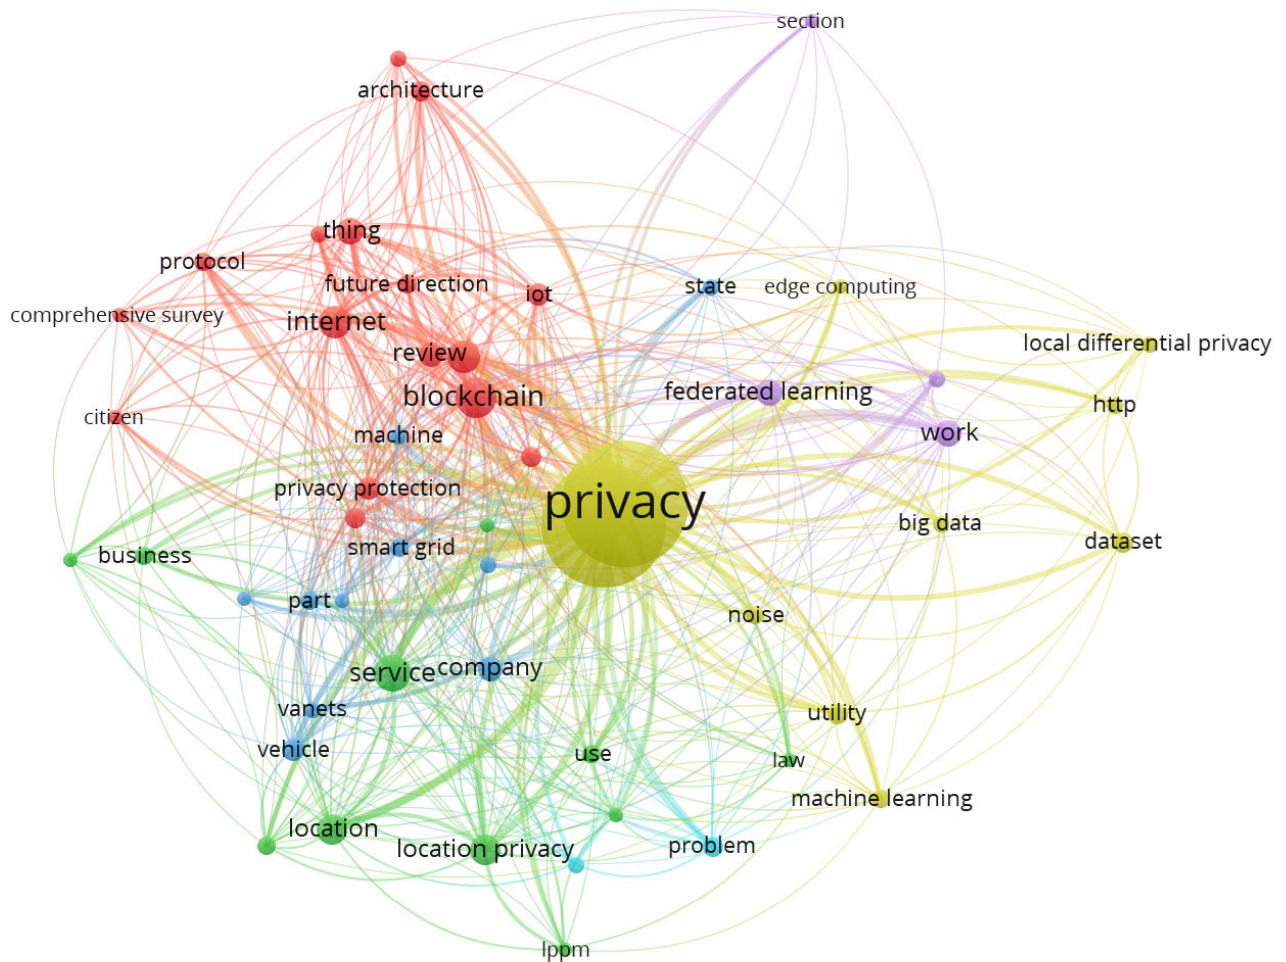 section
architecture
thing
protocol
future direction
iot
state
edge computing
comprehensive survey
internet
local differential privacy
review
blockchain
federated learning
http
citizen
machine
work
privacy protection
privacy
big data
smart grid
business
dataset
part
noise
service
company
vanets
utility
vehicle
use
law
machine learning
location
location privacy
problem
lppm